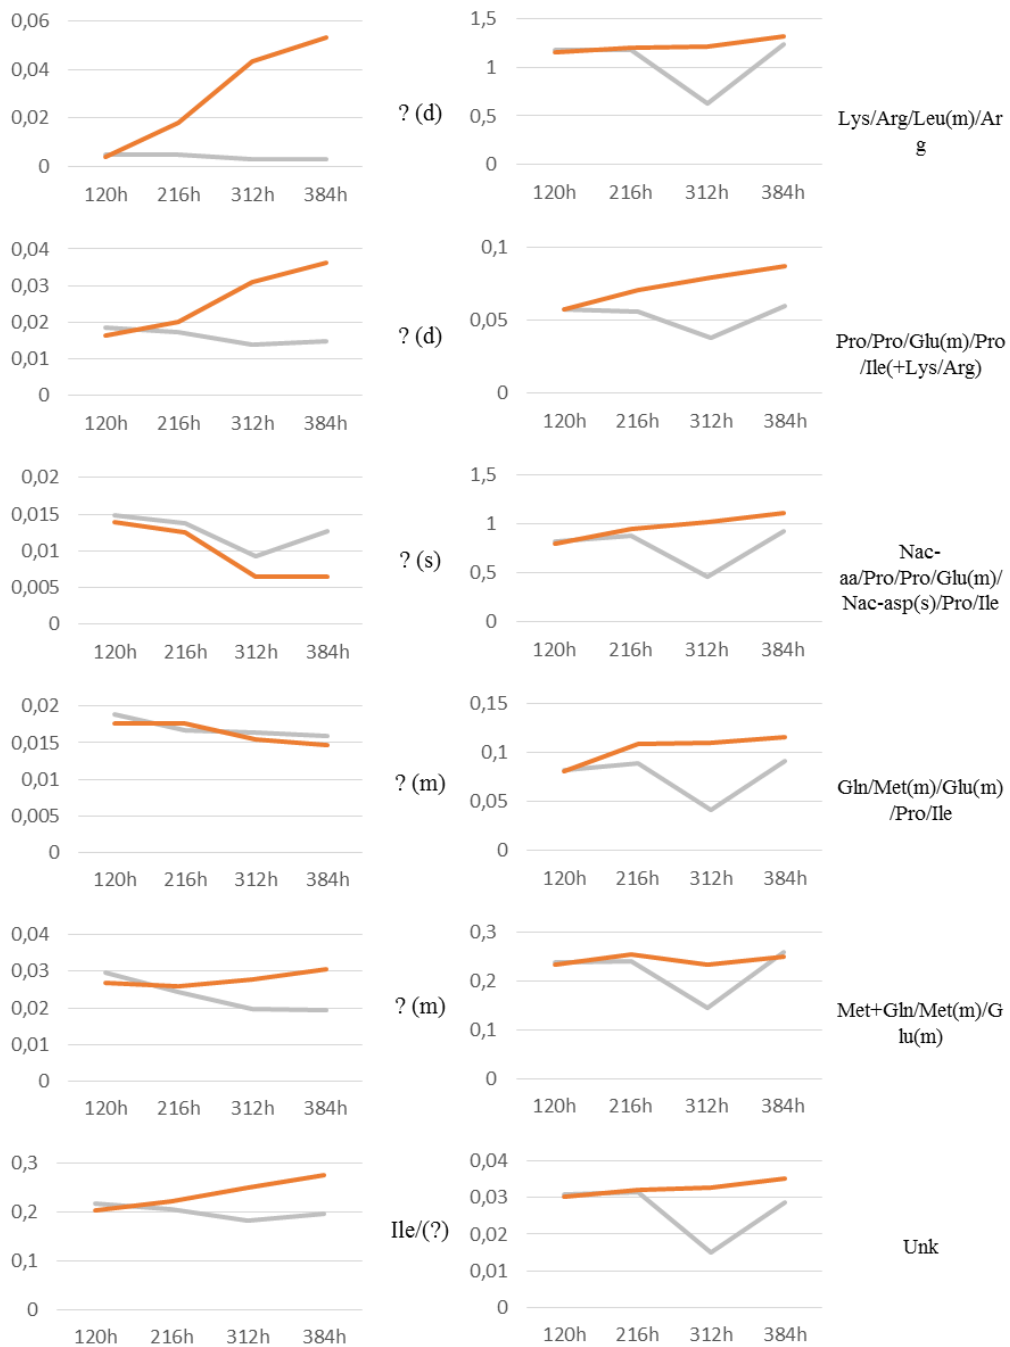 0,06
0,04
0,02
0
120h 216h 312h 384h
? (d)
1,5
1
0,5
0
120h 216h 312h 384h
Lys/Arg/Leu(m)/Ar
g
0,04
0,03
0,02
0,01
0
120h 216h 312h 384h
? (d)
0,1
0,05
0
120h 216h 312h 384h
Pro/Pro/Glu(m)/Pro
/Ile(+Lys/Arg)
0,02
0,015
0,01
0,005
0
120h 216h 312h 384h
? (s)
1,5
1
0,5
0
120h 216h 312h 384h
Nac-
aa/Pro/Pro/Glu(m)/
Nac-asp(s)/Pro/Ile
0,02
0,015
0,01
0,005
0
120h 216h 312h 384h
? (m)
0,15
0,1
0,05
0
120h 216h 312h 384h
Gln/Met(m)/Glu(m)
/Pro/Ile
0,04
0,03
0,02
0,01
0
120h 216h 312h 384h
? (m)
0,3
0,2
0,1
0
120h 216h 312h 384h
Met+Gln/Met(m)/G
lu(m)
0,3
0,2
0,1
0
120h 216h 312h 384h
Ile/(?)
0,04
0,03
0,02
0,01
0
120h 216h 312h 384h
Unk